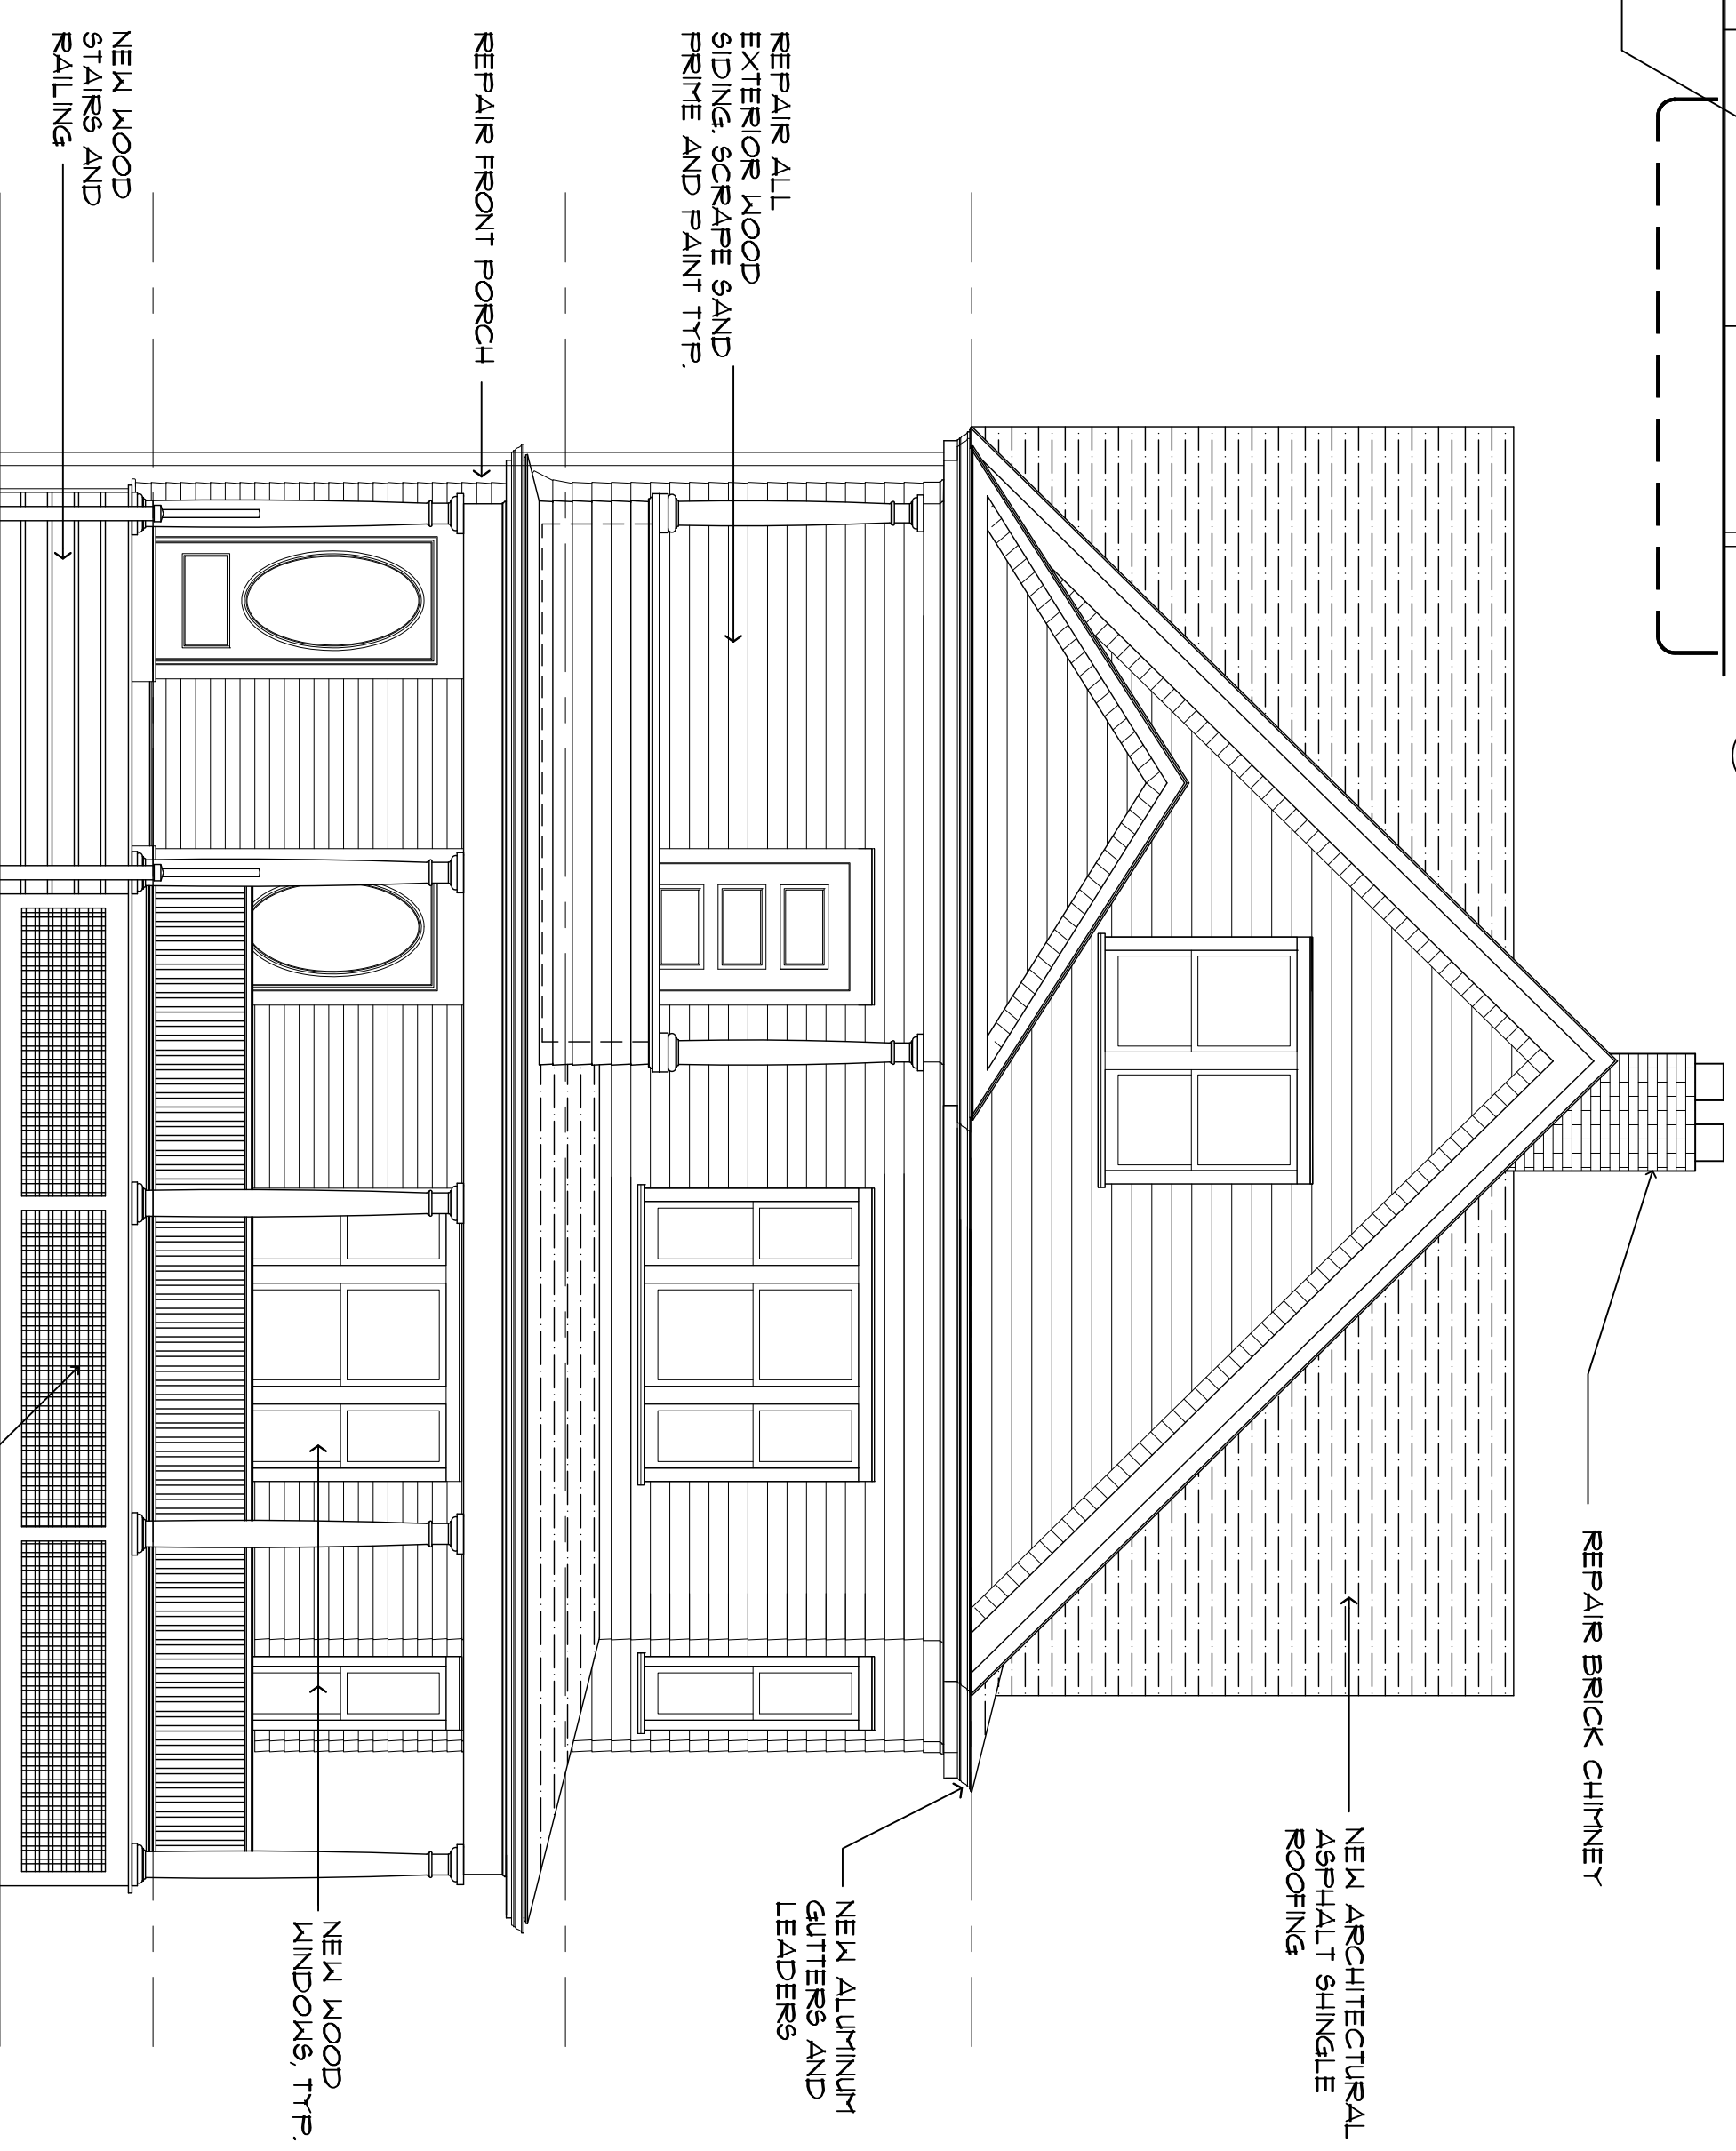 REPAIR BRICK CHIMNEY
NEW ARCHITECTURAL
ASPHALT SHINGLE
ROOFING
REPAIR ALL
EXTERIOR WOOD
SIDING, SCRAPE SAND
PRIME AND PAINT TYP.
NEW ALUMINUM
GUTTERS AND
LEADERS
REPAIR FRONT PORCH
NEW WOOD
WINDOWS, TYP.
NEW WOOD
STAIRS AND
RAILING